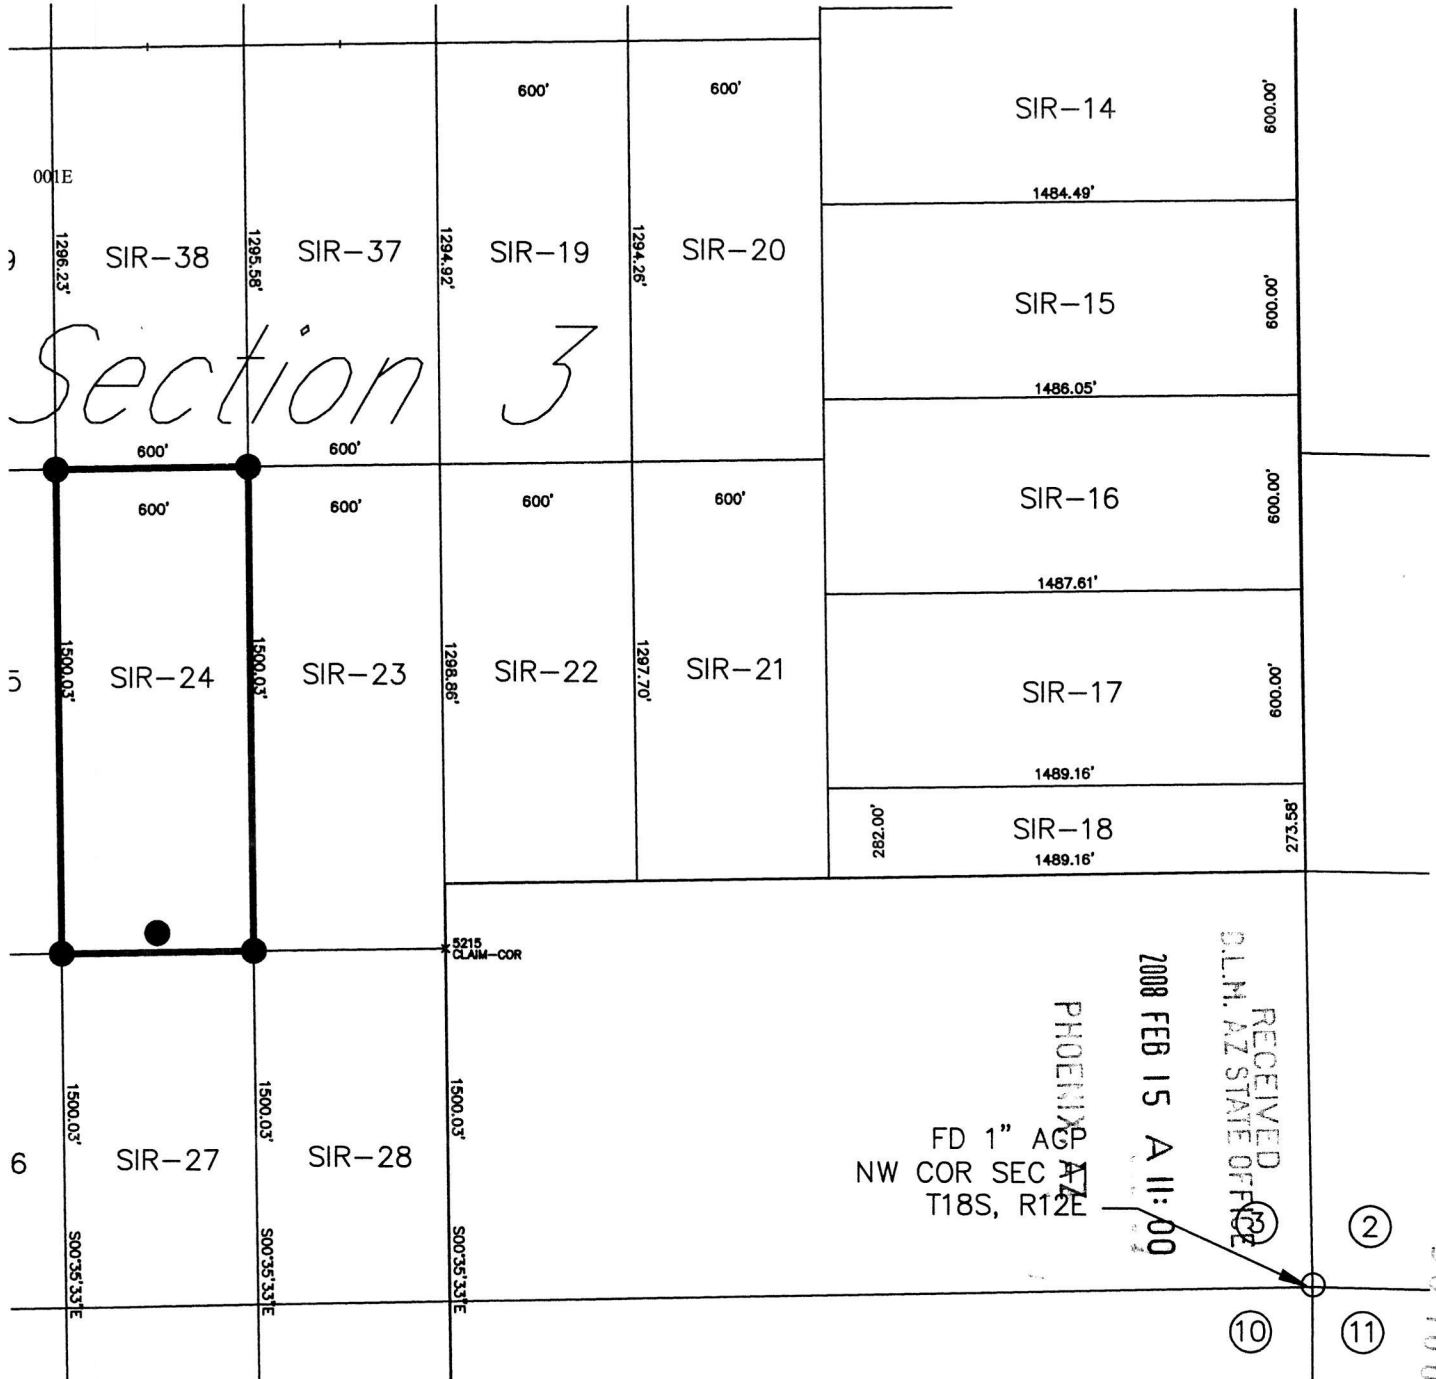 600'
600'
SIR-14
600.00'
1484.49'
001E
1296.23'
SIR-38
1295.58'
SIR-37
1294.92'
SIR-19
1294.26'
SIR-20
SIR-15
600.00'
1486.05'
Section 3
600'
600'
600'
600'
600'
600'
SIR-16
600.00'
1487.61'
5
1500.03'
SIR-24
1500.03'
SIR-23
1298.86'
SIR-22
1297.70'
SIR-21
SIR-17
600.00'
1489.16'
282.00'
SIR-18
273.58'
1489.16'
5215
CLAIM-COR
RECEIVED
B.L.M. AZ STATE OFFICE
2008 FEB 15 A 11:00
PHOENIX AZ
FD 1" ACP
NW COR SEC
T18S, R12E
6
1500.03'
SIR-27
1500.03'
SIR-28
1500.03'
S00°35'33"E
S00°35'33"E
S00°35'33"E
3
2
10
11